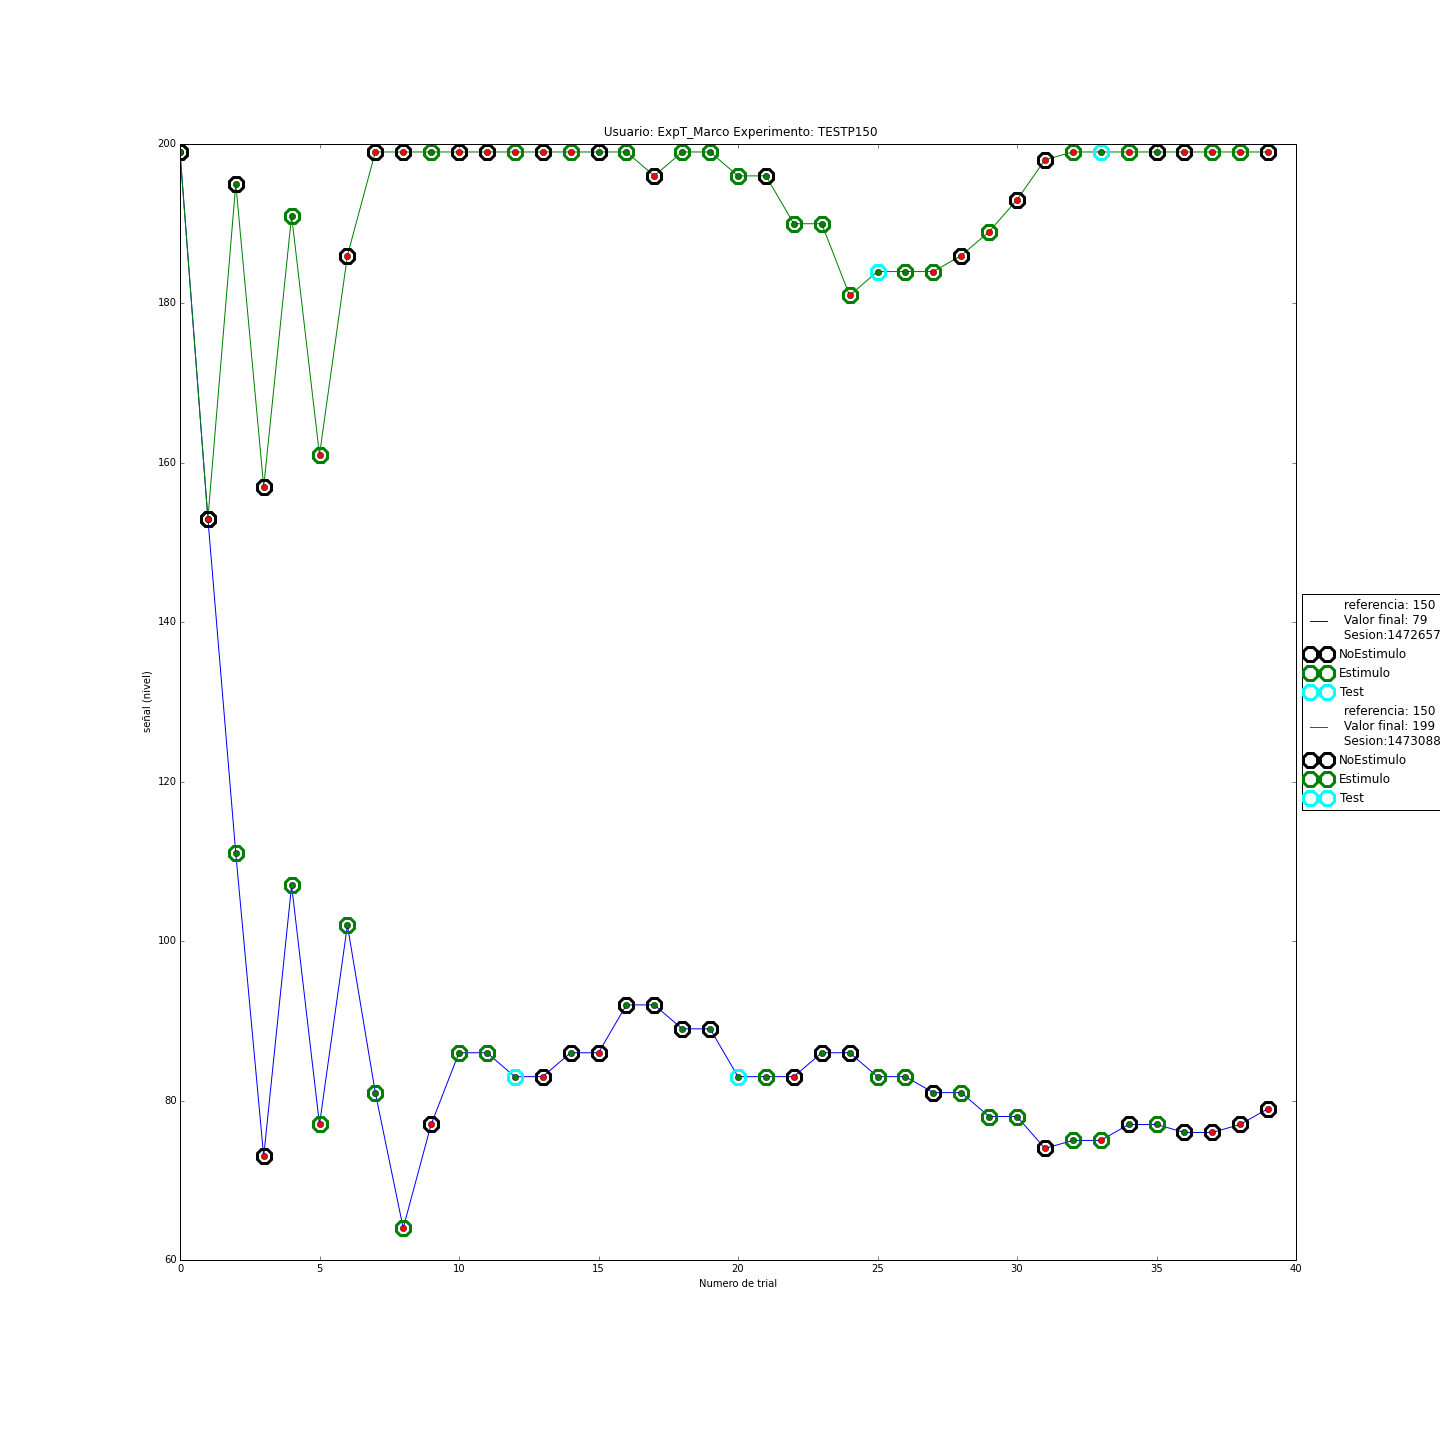 Usuario: ExpT_Marco Experimento: TESTP150
200
180
160
140
120
100
80
60
señal (nivel)
0 5 10 15 20 25 30 35 40
Numero de trial
referencia: 150
Valor final: 79
Sesion:1472657
NoEstimulo
Estimulo
Test
referencia: 150
Valor final: 199
Sesion:1473088
NoEstimulo
Estimulo
Test